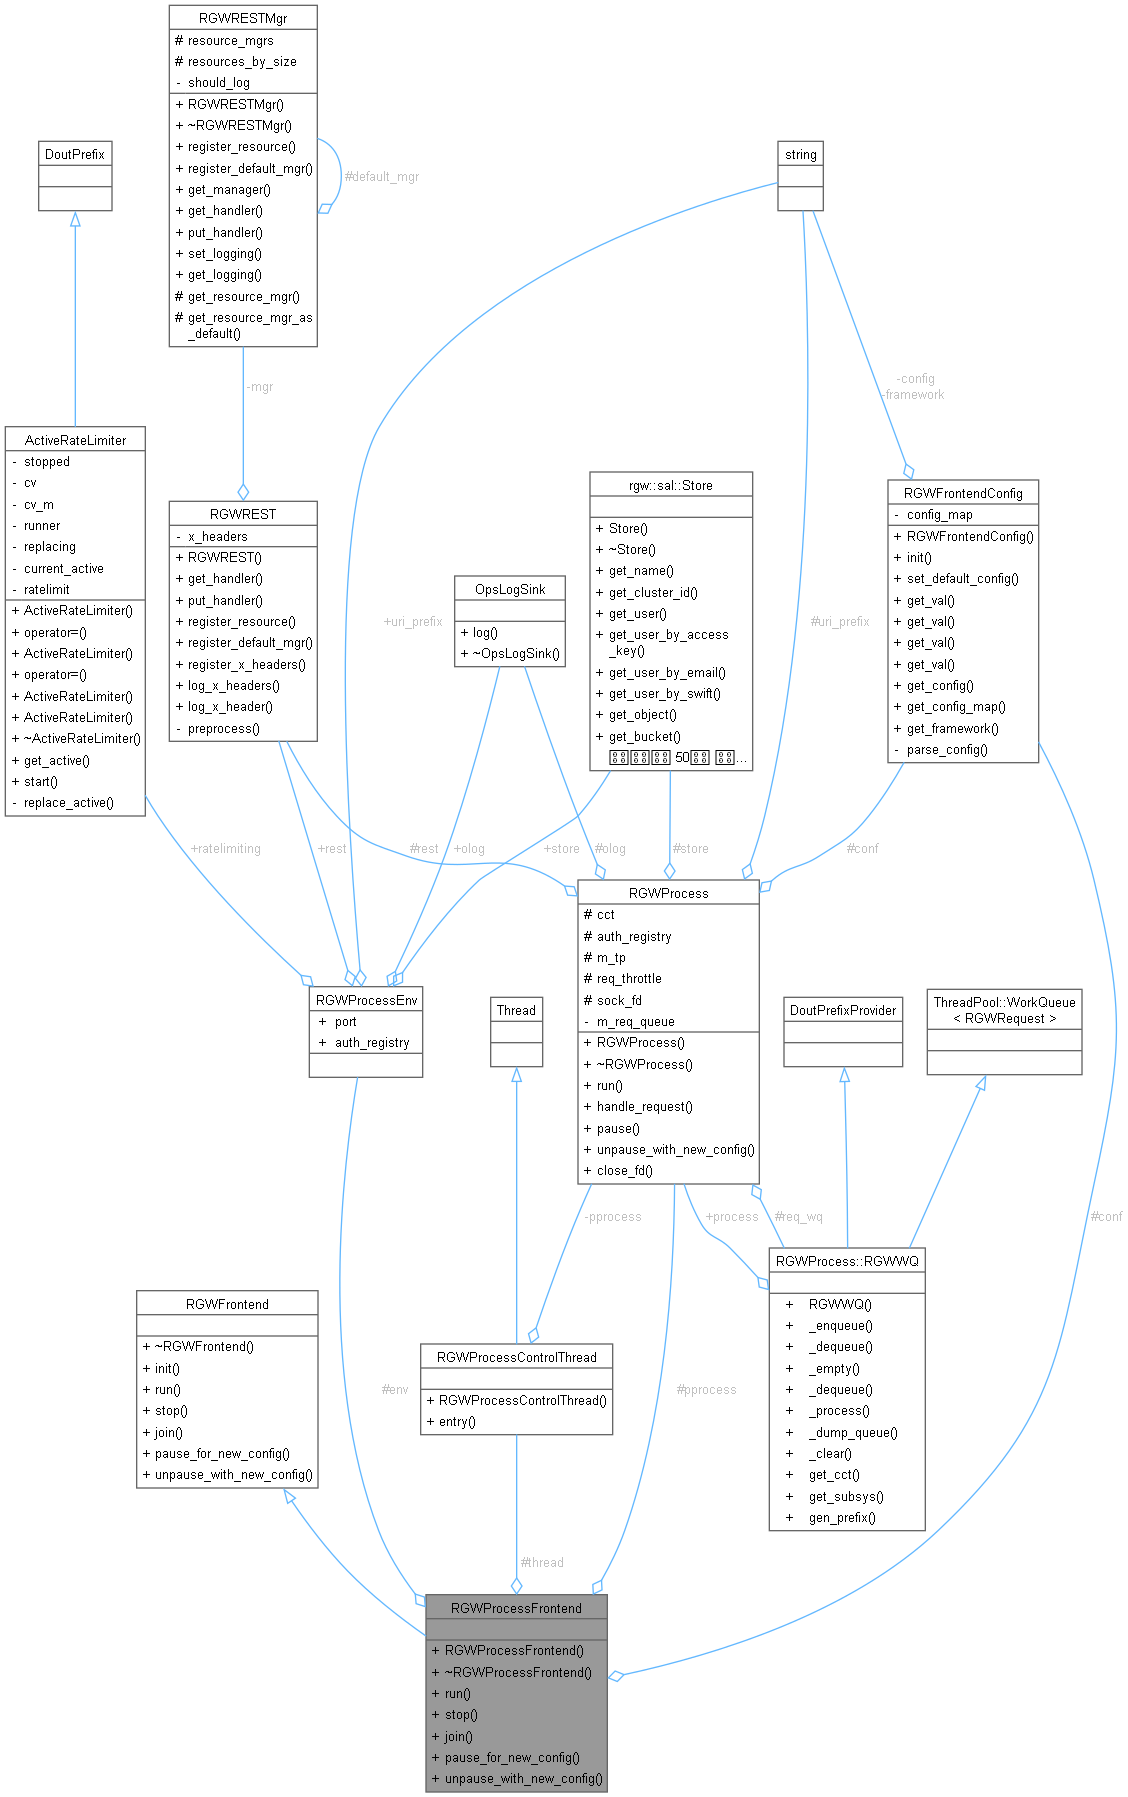 RGWRESTMgr
# resource_mgrs
# resources_by_size
- should_log
+ RGWRESTMgr()
+ ~RGWRESTMgr()
+ register_resource()
+ register_default_mgr()
+ get_manager()
+ get_handler()
+ put_handler()
+ set_logging()
+ get_logging()
# get_resource_mgr()
# get_resource_mgr_as
_default()
#default_mgr
DoutPrefix
string
-mgr
-config
-framework
ActiveRateLimiter
- stopped
- cv
- cv_m
- runner
- replacing
- current_active
- ratelimit
+ ActiveRateLimiter()
+ operator=()
+ ActiveRateLimiter()
+ operator=()
+ ActiveRateLimiter()
+ ActiveRateLimiter()
+ ~ActiveRateLimiter()
+ get_active()
+ start()
- replace_active()
RGWREST
- x_headers
+ RGWREST()
+ get_handler()
+ put_handler()
+ register_resource()
+ register_default_mgr()
+ register_x_headers()
+ log_x_headers()
+ log_x_header()
- preprocess()
+uri_prefix
OpsLogSink
+ log()
+ ~OpsLogSink()
rgw::sal::Store
+ Store()
+ ~Store()
+ get_name()
+ get_cluster_id()
+ get_user()
+ get_user_by_access
_key()
+ get_user_by_email()
+ get_user_by_swift()
+ get_object()
+ get_bucket()
50 ...
#uri_prefix
RGWFrontendConfig
- config_map
+ RGWFrontendConfig()
+ init()
+ set_default_config()
+ get_val()
+ get_val()
+ get_val()
+ get_val()
+ get_config()
+ get_config_map()
+ get_framework()
- parse_config()
+ratelimiting
+rest
#rest
+olog
+store
#olog
#store
#conf
RGWProcess
# cct
# auth_registry
# m_tp
# req_throttle
# sock_fd
- m_req_queue
+ RGWProcess()
+ ~RGWProcess()
+ run()
+ handle_request()
+ pause()
+ unpause_with_new_config()
+ close_fd()
RGWProcessEnv
+ port
+ auth_registry
Thread
DoutPrefixProvider
ThreadPool::WorkQueue
< RGWRequest >
-pprocess
+process
#req_wq
#conf
RGWProcess::RGWWQ
+ RGWWQ()
+ _enqueue()
+ _dequeue()
+ _empty()
+ _dequeue()
+ _process()
+ _dump_queue()
+ _clear()
+ get_cct()
+ get_subsys()
+ gen_prefix()
RGWFrontend
+ ~RGWFrontend()
+ init()
+ run()
+ stop()
+ join()
+ pause_for_new_config()
+ unpause_with_new_config()
#env
RGWProcessControlThread
+ RGWProcessControlThread()
+ entry()
#pprocess
#thread
RGWProcessFrontend
+ RGWProcessFrontend()
+ ~RGWProcessFrontend()
+ run()
+ stop()
+ join()
+ pause_for_new_config()
+ unpause_with_new_config()